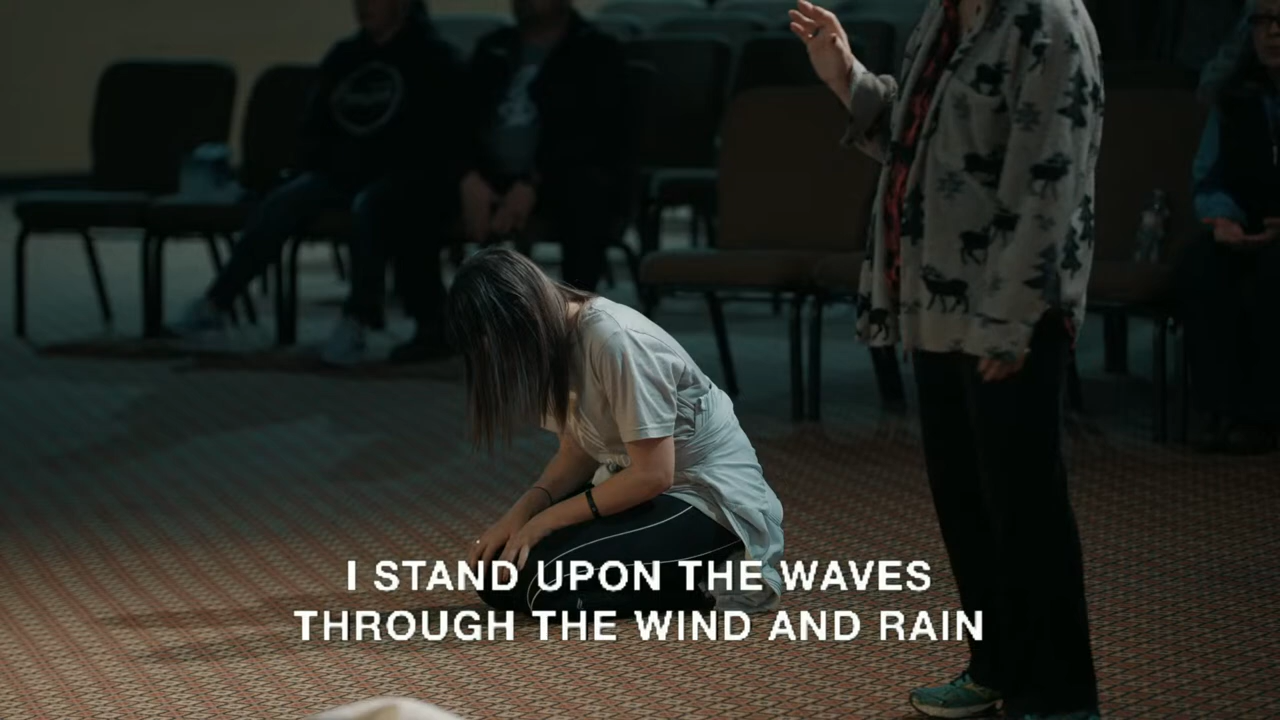 I STAND UPON THE WAVES
THROUGH THE WIND AND RAIN